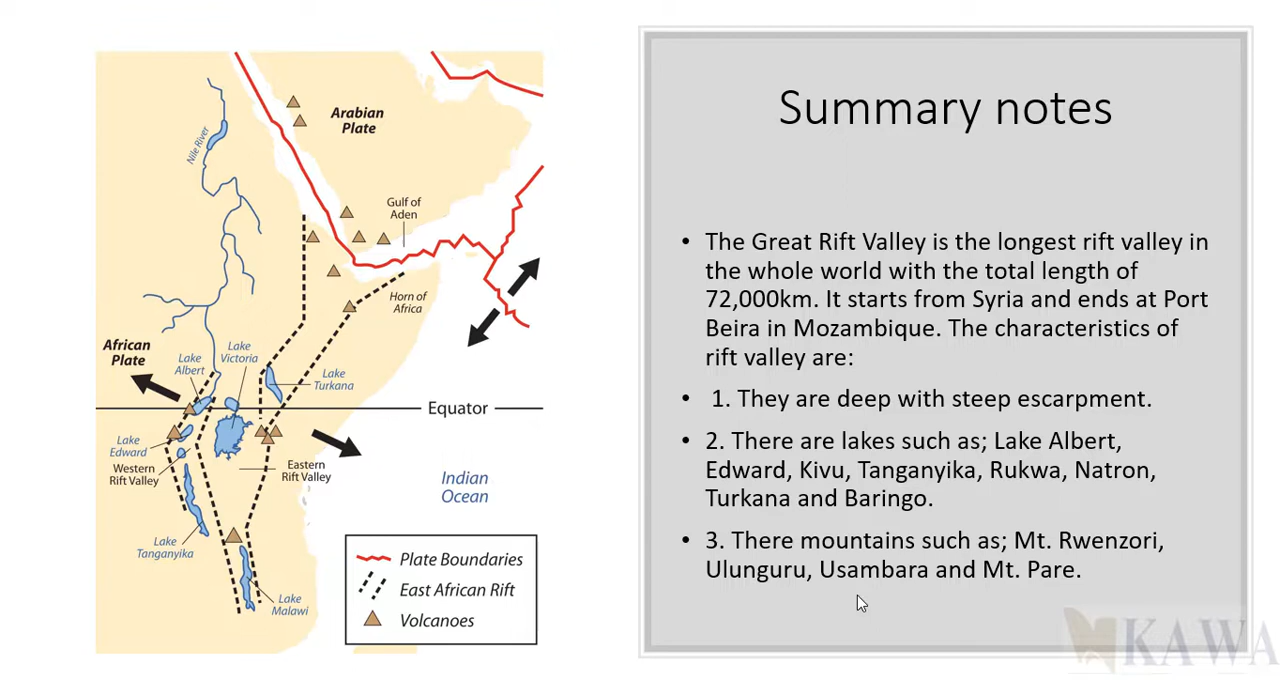 Arabian
Plate
Nile River
Gulf of
Aden
Horn of
Africa
African
Plate
Lake
Albert
Lake
Victoria
Lake
Turkana
Equator
Lake
Edward
Western
Rift Valley
Eastern
Rift Valley
Indian
Ocean
Lake
Tanganyika
Lake
Malawi
Plate Boundaries
East African Rift
Volcanoes
Summary notes
• The Great Rift Valley is the longest rift valley in
the whole world with the total length of
72,000km. It starts from Syria and ends at Port
Beira in Mozambique. The characteristics of
rift valley are:
• 1. They are deep with steep escarpment.
• 2. There are lakes such as; Lake Albert,
Edward, Kivu, Tanganyika, Rukwa, Natron,
Turkana and Baringo.
• 3. There mountains such as; Mt. Rwenzori,
Ulunguru, Usambara and Mt. Pare.
KAWA